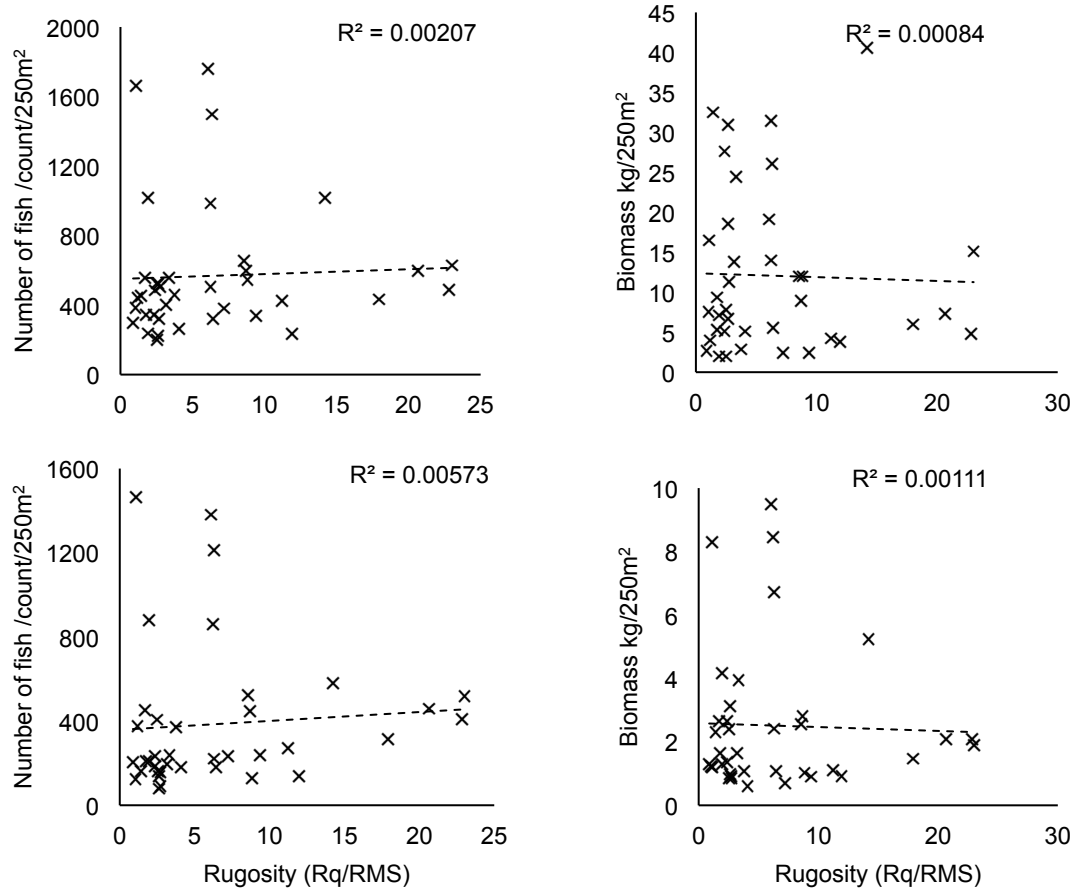 R² = 0.00207
Number of fish /count/250m²
2000
1600
1200
800
400
0
0 5 10 15 20 25
R² = 0.00084
Biomass kg/250m²
45
40
35
30
25
20
15
10
5
0
0 10 20 30
R² = 0.00573
Number of fish /count/250m²
1600
1200
800
400
0
0 5 10 15 20 25
Rugosity (Rq/RMS)
R² = 0.00111
Biomass kg/250m²
10
8
6
4
2
0
0 10 20 30
Rugosity (Rq/RMS)